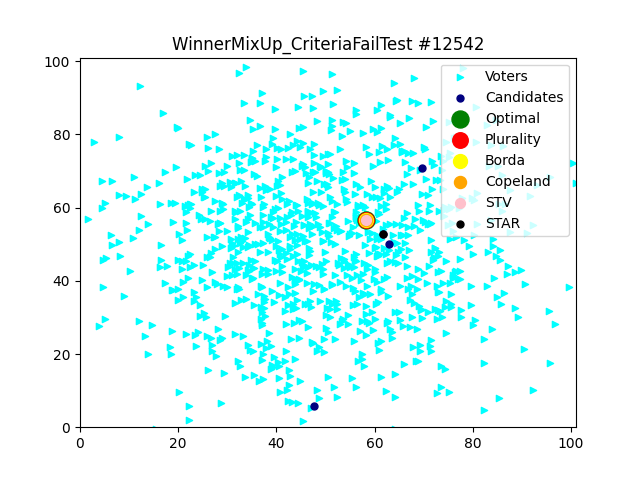 WinnerMixUp_CriteriaFailTest #12542
100
80
60
40
20
0
0
20
40
60
80
100
Voters
Candidates
Optimal
Plurality
Borda
Copeland
STV
STAR